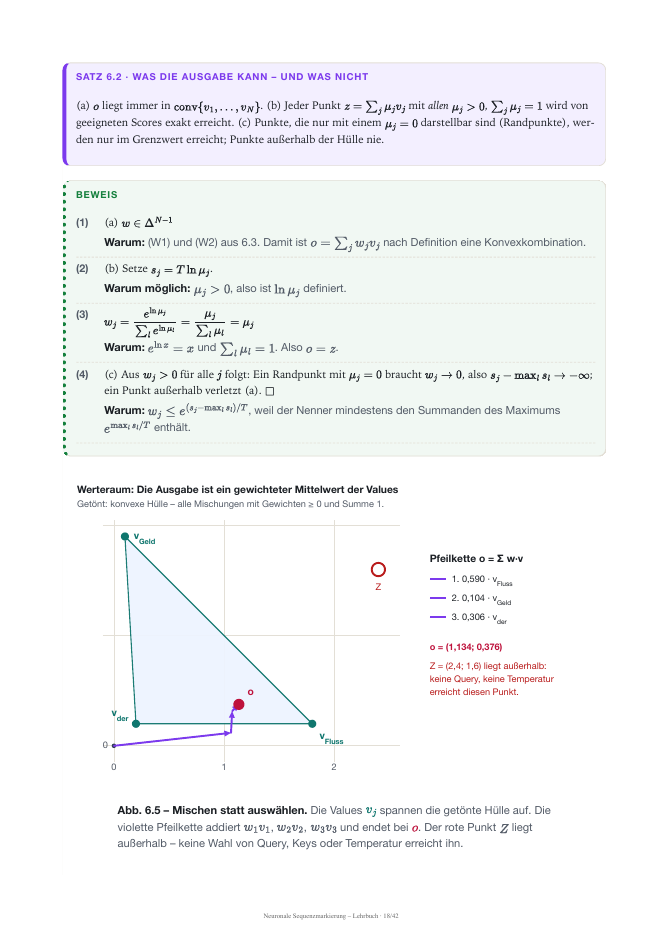 SATZ 6.2 · WAS DIE AUSGABE KANN – UND WAS NICHT
(a) o liegt immer in conv{v₁, . . . , v_N}. (b) Jeder Punkt z = ∑_j μ_j v_j mit allen μ_j > 0, ∑_j μ_j = 1 wird von
geeigneten Scores exakt erreicht. (c) Punkte, die nur mit einem μ_j = 0 darstellbar sind (Randpunkte), wer-
den nur im Grenzwert erreicht; Punkte außerhalb der Hülle nie.
BEWEIS
(1) (a) w ∈ Δ^{N−1}
Warum: (W1) und (W2) aus 6.3. Damit ist o = ∑_j w_j v_j nach Definition eine Konvexkombination.
(2) (b) Setze s_j = T ln μ_j.
Warum möglich: μ_j > 0, also ist ln μ_j definiert.
(3) w_j = e^{ln μ_j} / ∑_l e^{ln μ_l} = μ_j / ∑_l μ_l = μ_j
Warum: e^{ln x} = x und ∑_l μ_l = 1. Also o = z.
(4) (c) Aus w_j > 0 für alle j folgt: Ein Randpunkt mit μ_j = 0 braucht w_j → 0, also s_j − max_l s_l → −∞;
ein Punkt außerhalb verletzt (a). □
Warum: w_j ≤ e^{(s_j−max_l s_l)/T}, weil der Nenner mindestens den Summanden des Maximums
e^{max_l s_l/T} enthält.
Werteraum: Die Ausgabe ist ein gewichteter Mittelwert der Values
Getönt: konvexe Hülle – alle Mischungen mit Gewichten ≥ 0 und Summe 1.
v_Geld
Z
v_der
o
v_Fluss
0
0 1 2
Pfeilkette o = Σ w·v
1. 0,590 · v_Fluss
2. 0,104 · v_Geld
3. 0,306 · v_der
o = (1,134; 0,376)
Z = (2,4; 1,6) liegt außerhalb:
keine Query, keine Temperatur
erreicht diesen Punkt.
Abb. 6.5 – Mischen statt auswählen. Die Values v_j spannen die getönte Hülle auf. Die
violette Pfeilkette addiert w₁v₁, w₂v₂, w₃v₃ und endet bei o. Der rote Punkt Z liegt
außerhalb – keine Wahl von Query, Keys oder Temperatur erreicht ihn.
Neuronale Sequenzmarkierung – Lehrbuch · 18/42